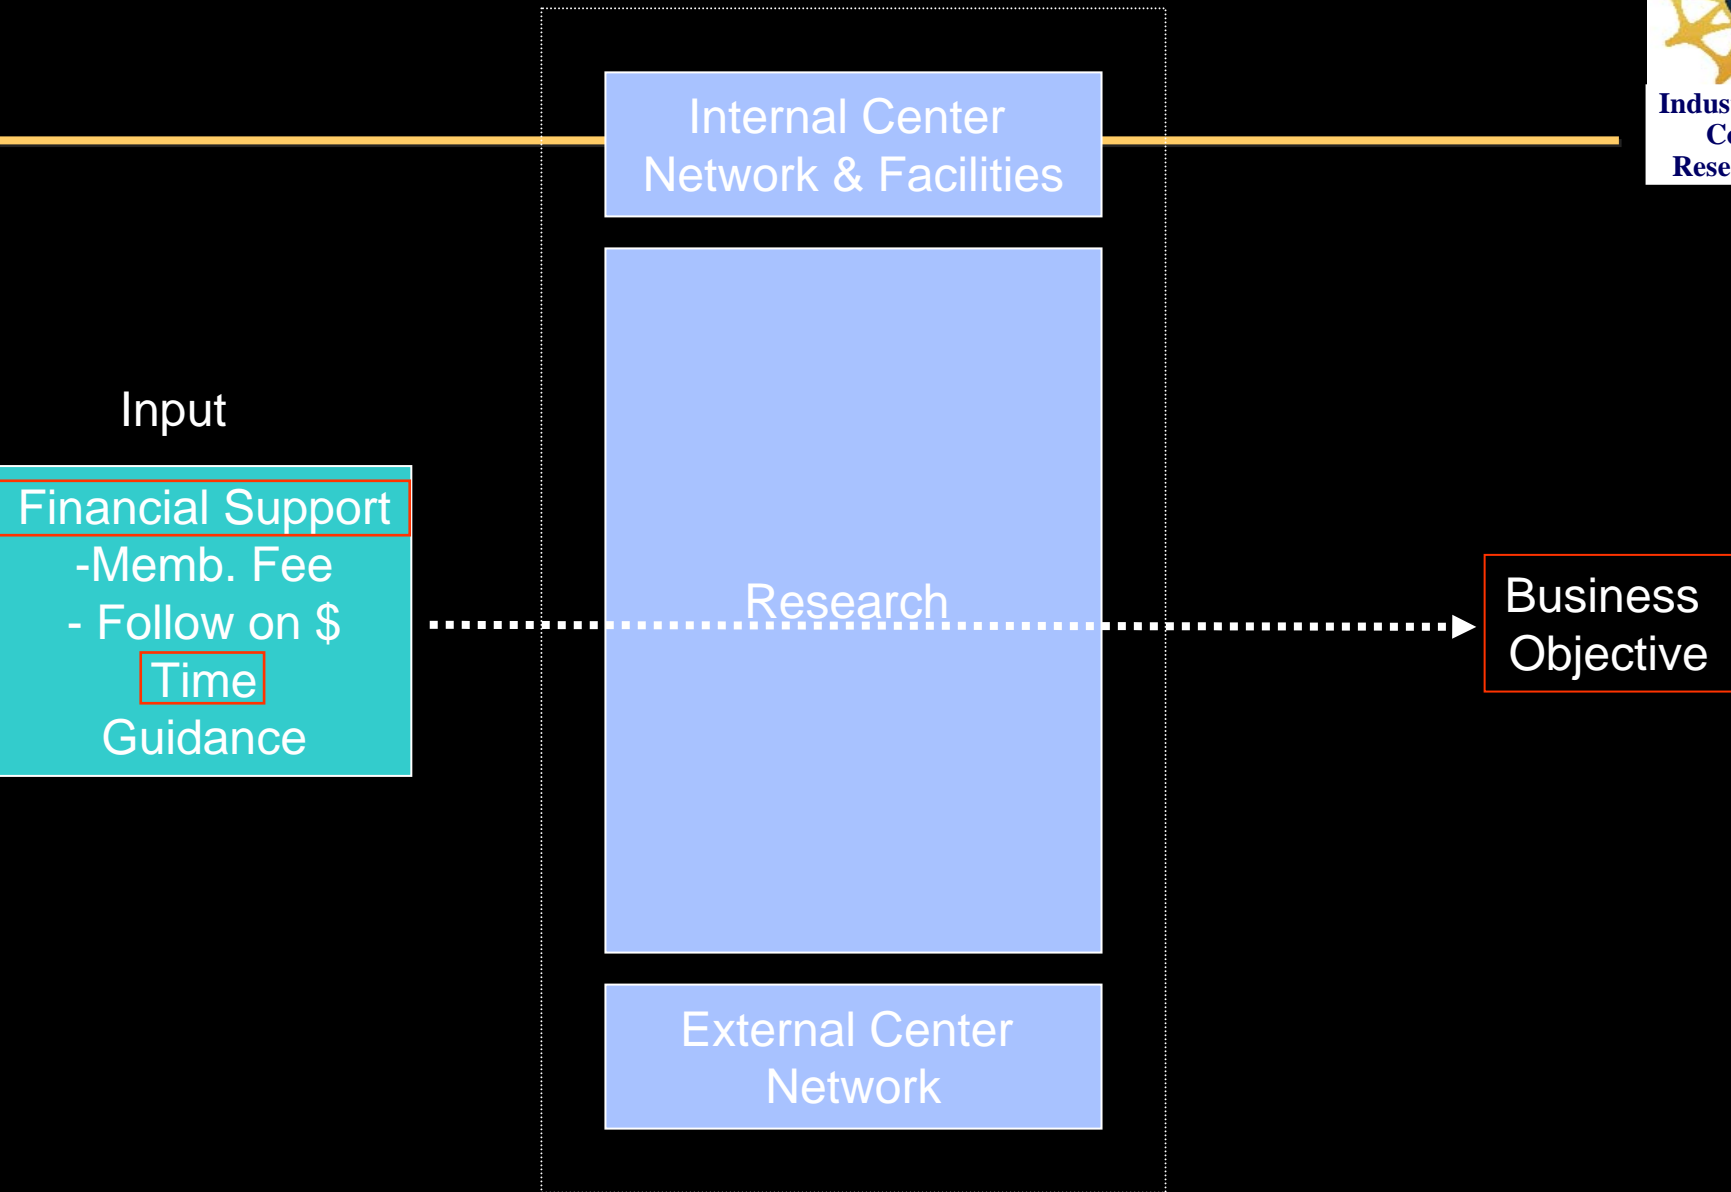 Internal Center
Network & Facilities
Input
Financial Support
-Memb. Fee
- Follow on $
Time
Guidance
Research
Business
Objective
External Center
Network